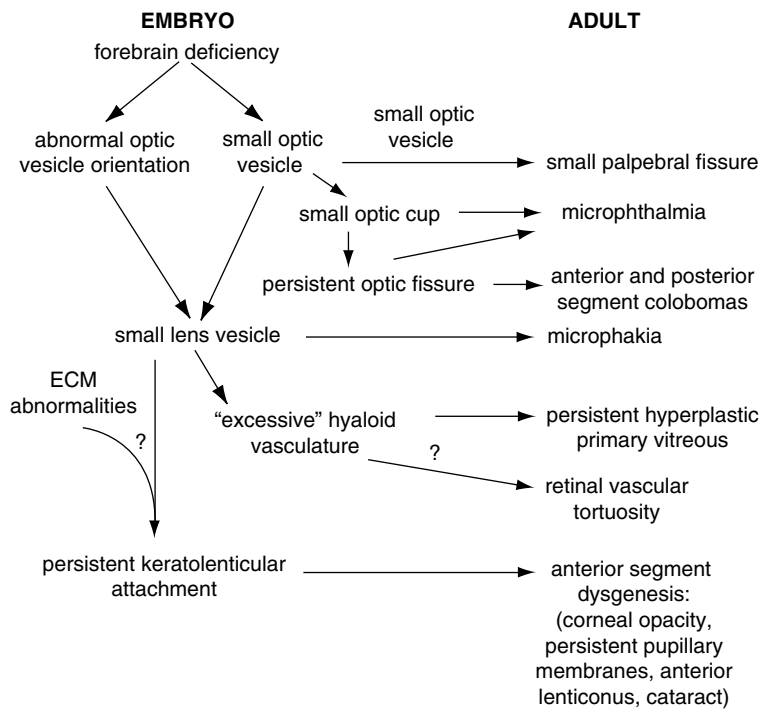 EMBRYO
ADULT
forebrain deficiency
abnormal optic
vesicle orientation
small optic
vesicle
small optic
vesicle
small palpebral fissure
small optic cup
microphthalmia
persistent optic fissure
anterior and posterior
segment colobomas
small lens vesicle
microphakia
ECM
abnormalities
?
“excessive” hyaloid
vasculature
persistent hyperplastic
primary vitreous
?
retinal vascular
tortuosity
persistent keratolenticular
attachment
anterior segment
dysgenesis:
(corneal opacity,
persistent pupillary
membranes, anterior
lenticonus, cataract)